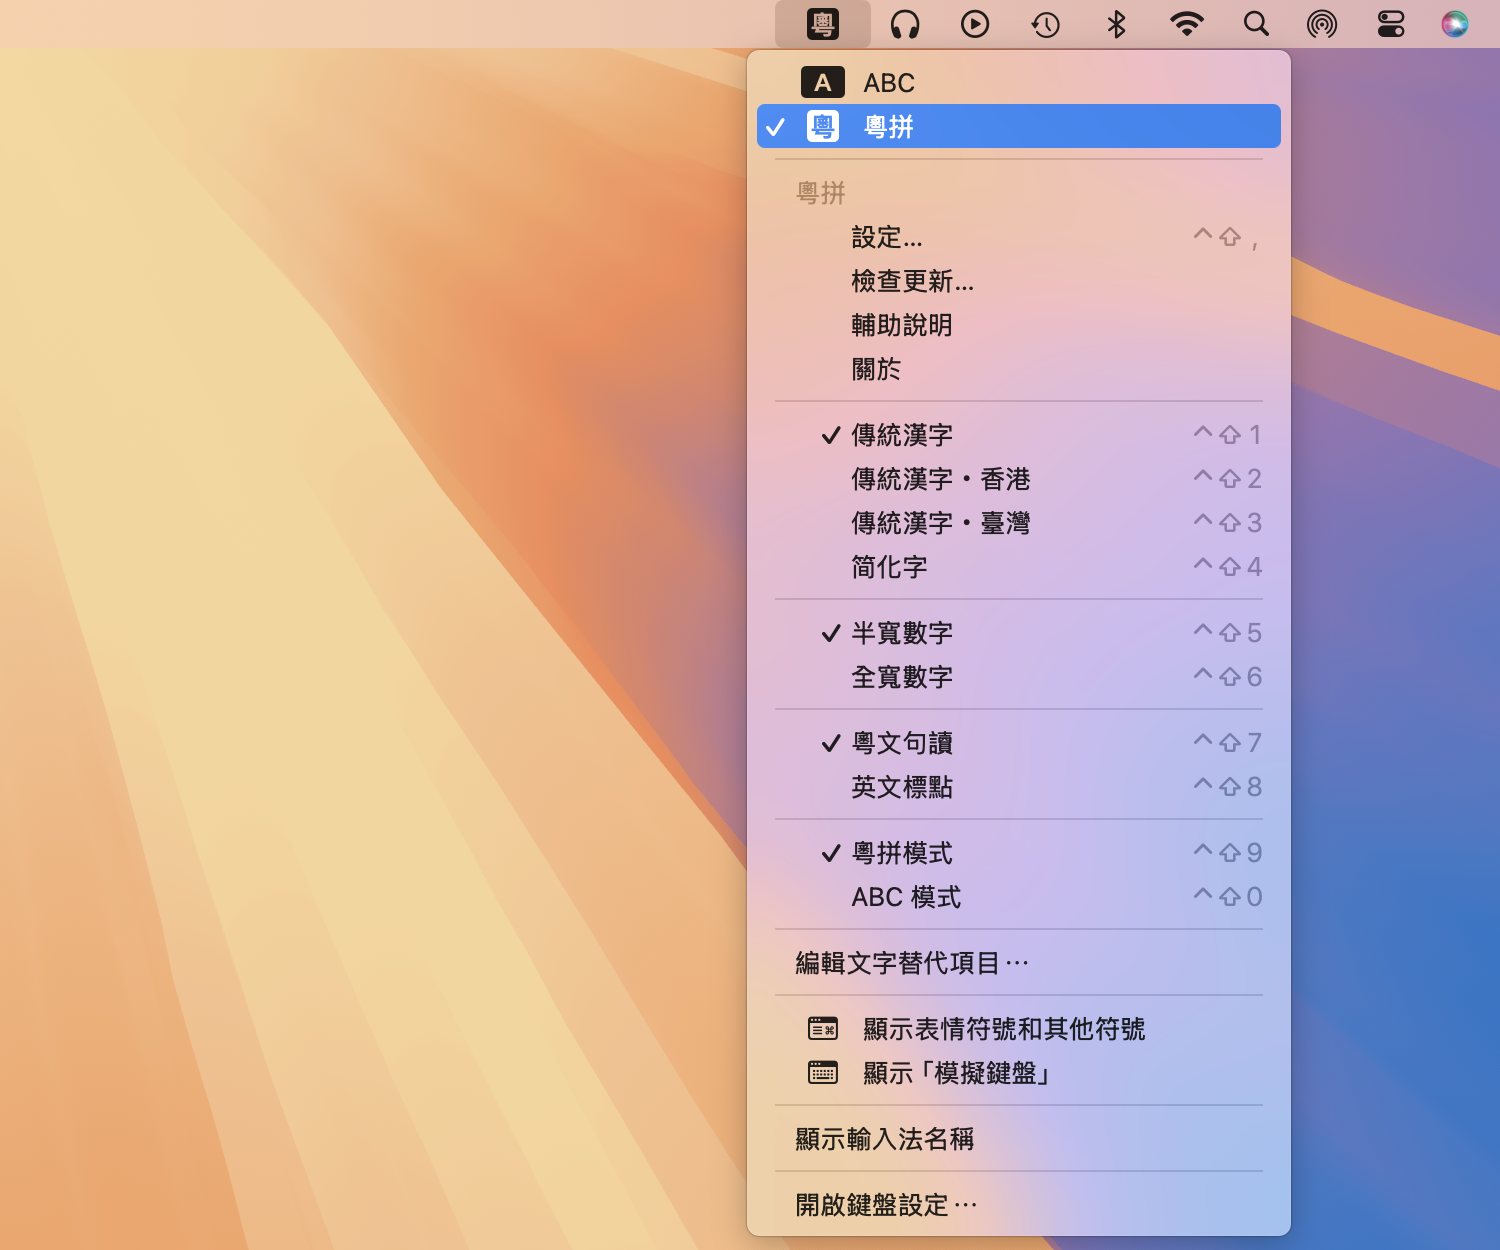 粵
A ABC
粵 粵拼
粵拼
設定... ^⇧ ,
檢查更新...
輔助說明
關於
傳統漢字 ^⇧1
傳統漢字・香港 ^⇧2
傳統漢字・臺灣 ^⇧3
简化字 ^⇧4
半寬數字 ^⇧5
全寬數字 ^⇧6
粵文句讀 ^⇧7
英文標點 ^⇧8
粵拼模式 ^⇧9
ABC 模式 ^⇧0
編輯文字替代項目⋯
顯示表情符號和其他符號
顯示「模擬鍵盤」
顯示輸入法名稱
開啟鍵盤設定⋯